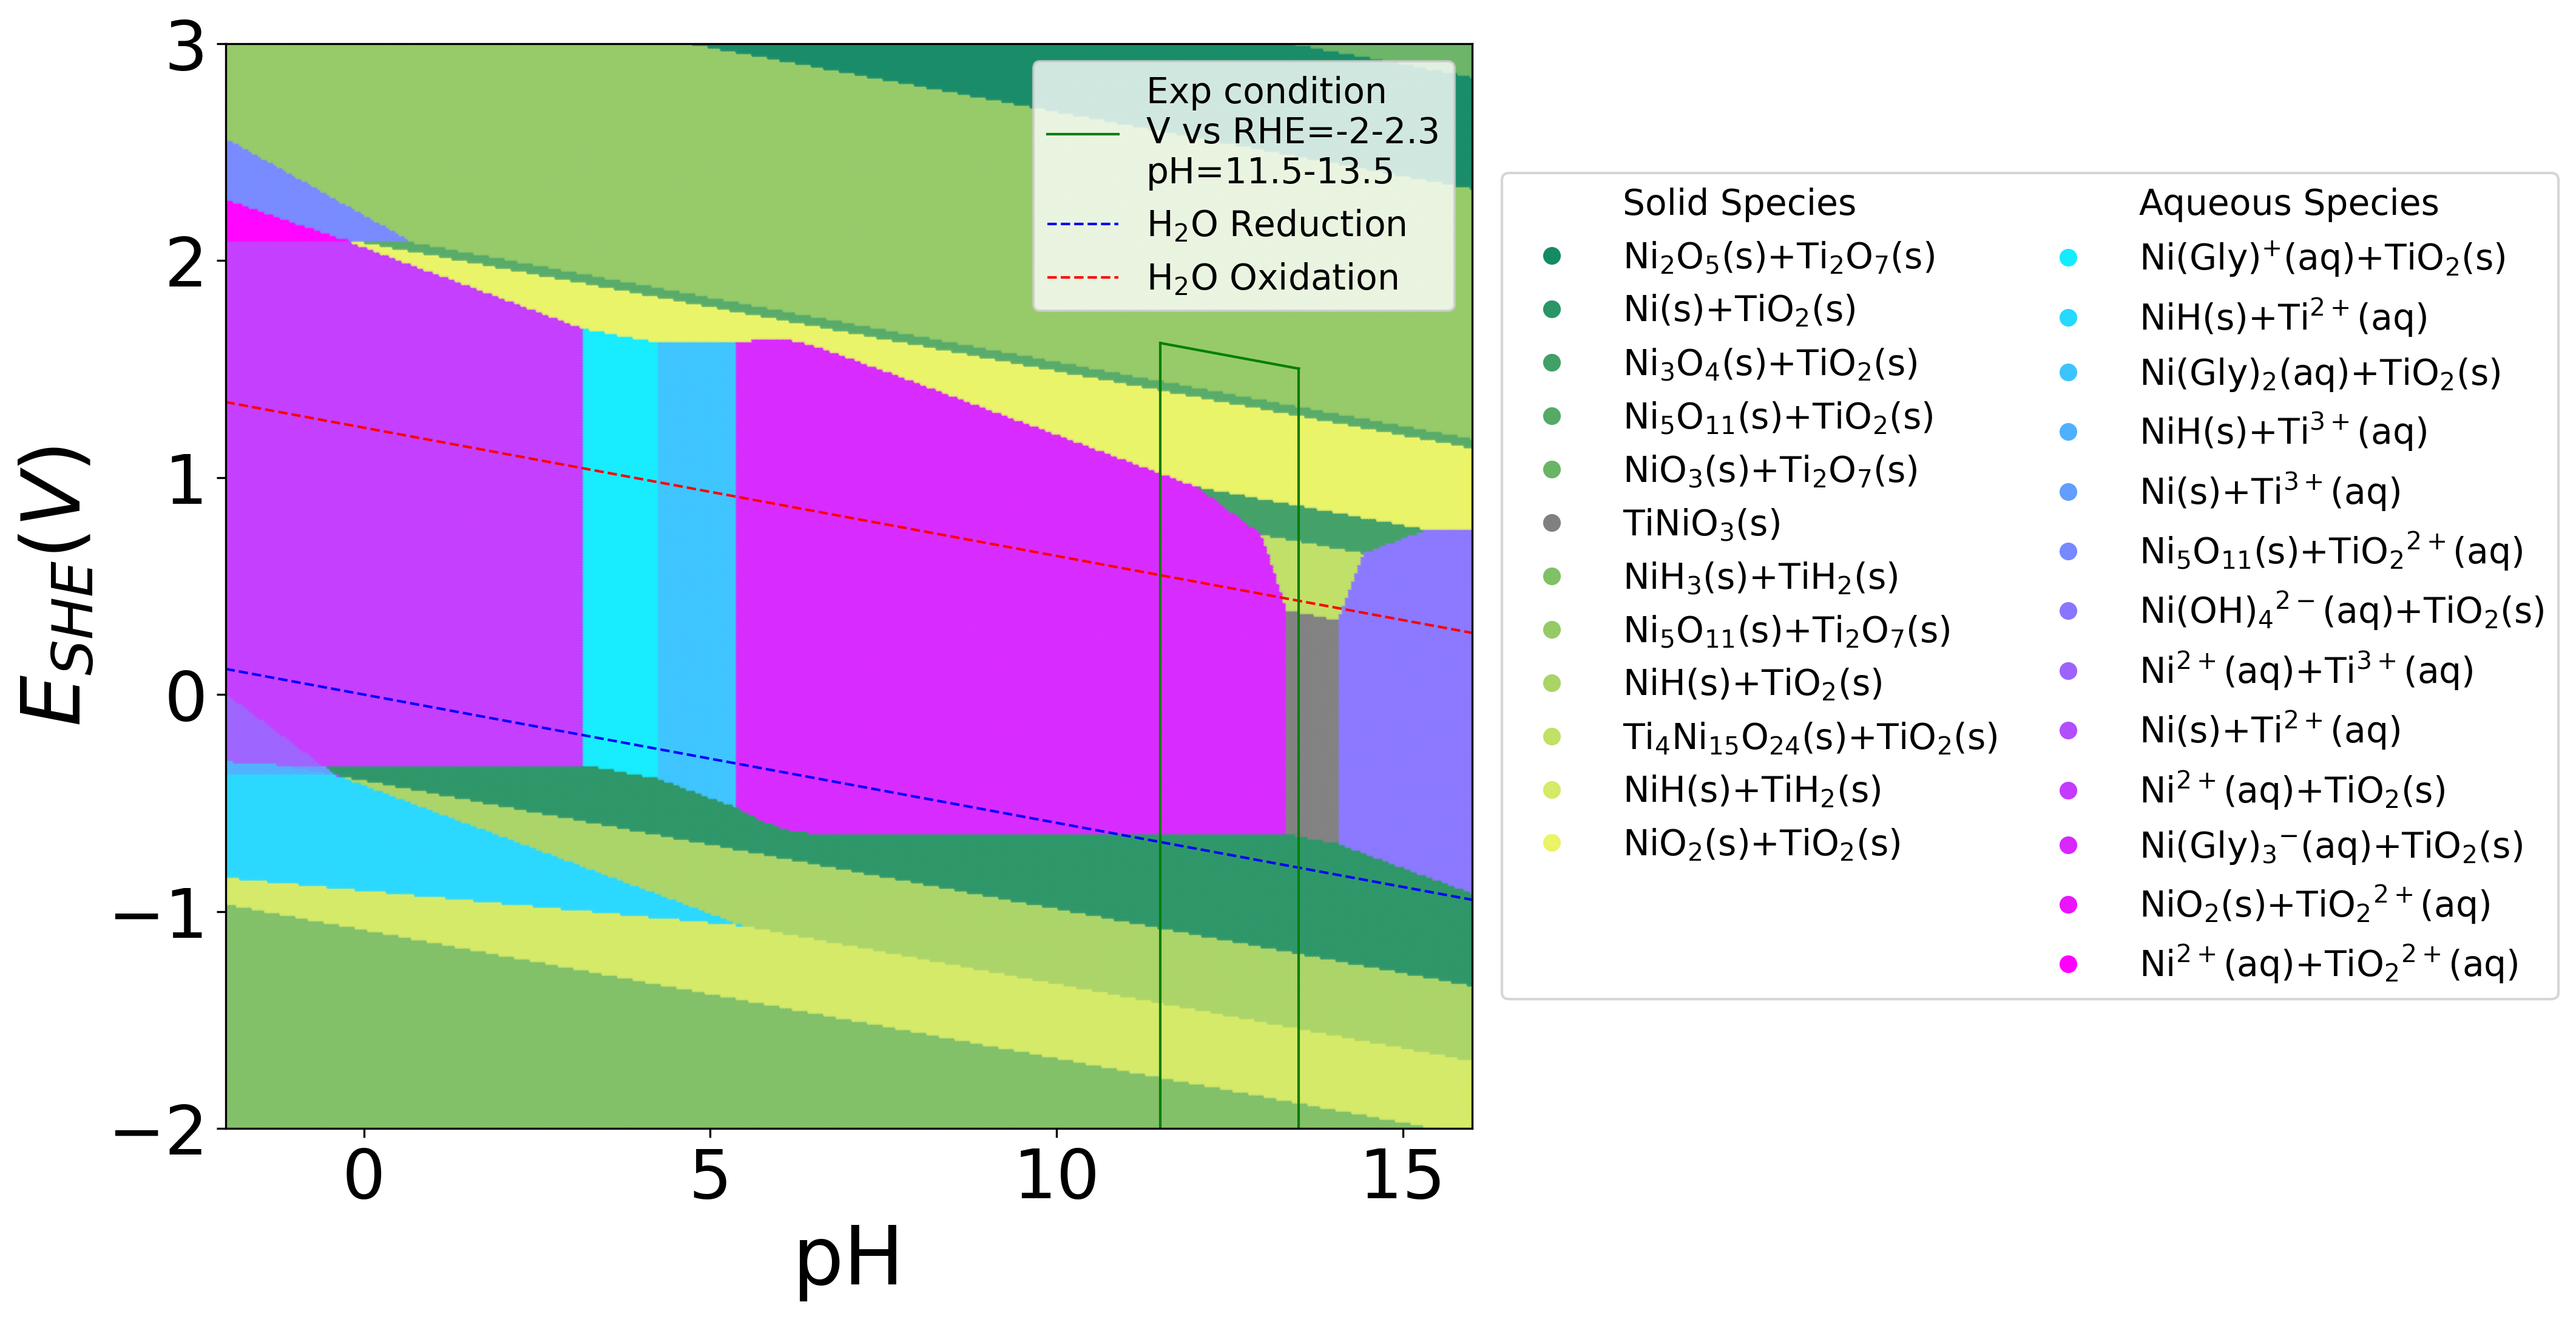 3
2
1
0
−1
−2
E_SHE(V)
0
5
10
15
pH
Exp condition
V vs RHE=-2-2.3
pH=11.5-13.5
H₂O Reduction
H₂O Oxidation
Solid Species
Ni₂O₅(s)+Ti₂O₇(s)
Ni(s)+TiO₂(s)
Ni₃O₄(s)+TiO₂(s)
Ni₅O₁₁(s)+TiO₂(s)
NiO₃(s)+Ti₂O₇(s)
TiNiO₃(s)
NiH₃(s)+TiH₂(s)
Ni₅O₁₁(s)+Ti₂O₇(s)
NiH(s)+TiO₂(s)
Ti₄Ni₁₅O₂₄(s)+TiO₂(s)
NiH(s)+TiH₂(s)
NiO₂(s)+TiO₂(s)
Aqueous Species
Ni(Gly)⁺(aq)+TiO₂(s)
NiH(s)+Ti²⁺(aq)
Ni(Gly)₂(aq)+TiO₂(s)
NiH(s)+Ti³⁺(aq)
Ni(s)+Ti³⁺(aq)
Ni₅O₁₁(s)+TiO₂²⁺(aq)
Ni(OH)₄²⁻(aq)+TiO₂(s)
Ni²⁺(aq)+Ti³⁺(aq)
Ni(s)+Ti²⁺(aq)
Ni²⁺(aq)+TiO₂(s)
Ni(Gly)₃⁻(aq)+TiO₂(s)
NiO₂(s)+TiO₂²⁺(aq)
Ni²⁺(aq)+TiO₂²⁺(aq)